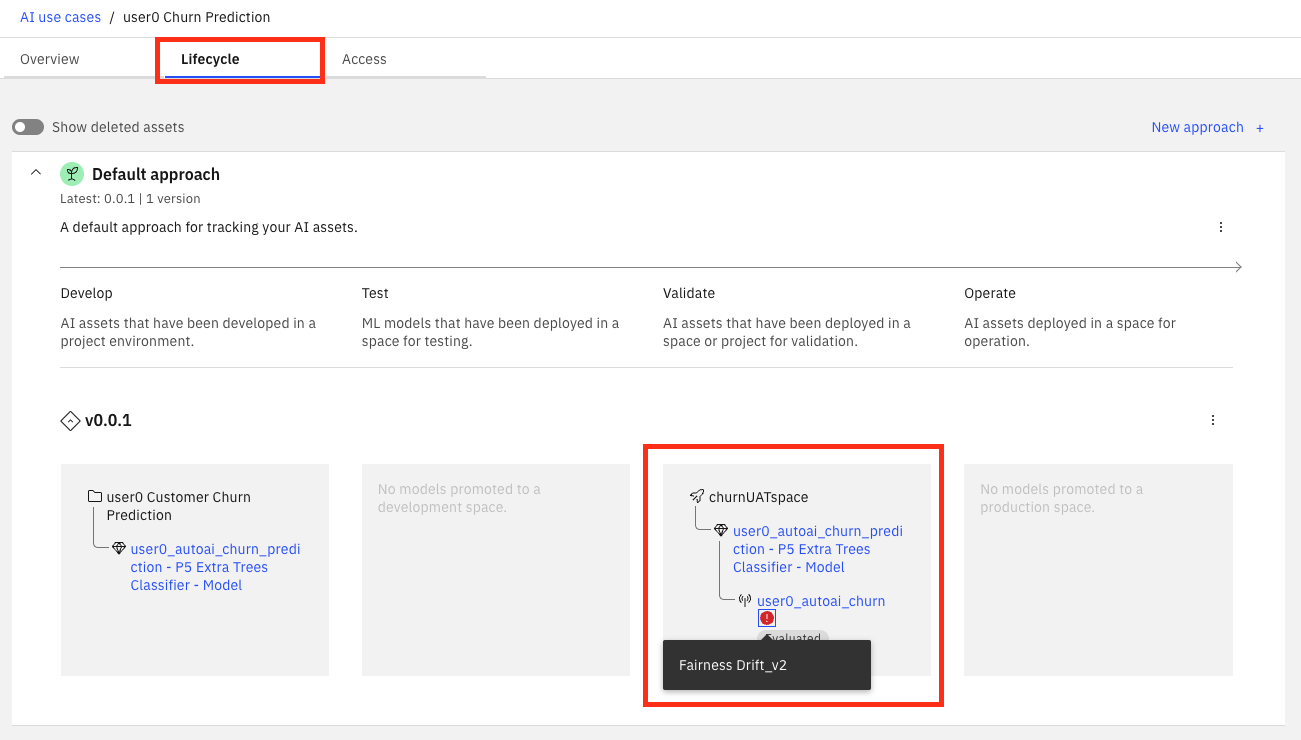 AI use cases / user0 Churn Prediction
Overview
Lifecycle
Access
Show deleted assets
New approach +
Default approach
Latest: 0.0.1 | 1 version
A default approach for tracking your AI assets.
Develop
AI assets that have been developed in a
project environment.
Test
ML models that have been deployed in a
space for testing.
Validate
AI assets that have been deployed in a
space or project for validation.
Operate
AI assets deployed in a space for
operation.
v0.0.1
user0 Customer Churn
Prediction
user0_autoai_churn_predi
ction - P5 Extra Trees
Classifier - Model
No models promoted to a
development space.
churnUATspace
user0_autoai_churn_predi
ction - P5 Extra Trees
Classifier - Model
user0_autoai_churn
Evaluated
Fairness Drift_v2
No models promoted to a
production space.